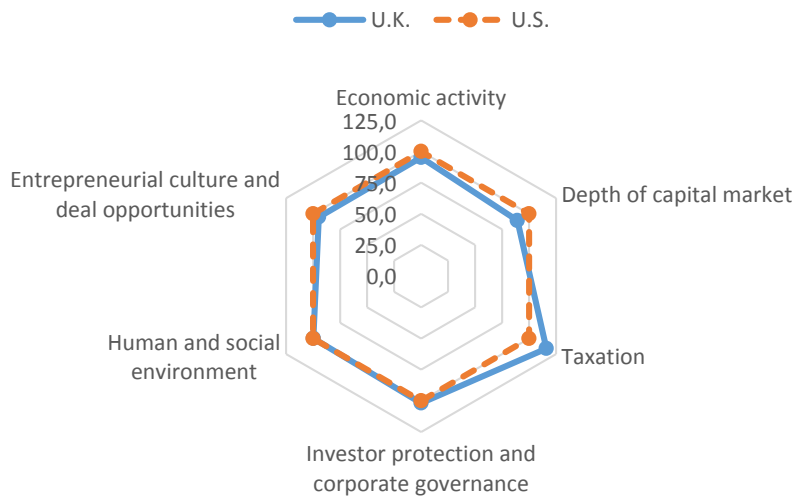 U.K. U.S.
Economic activity
125,0
100,0
75,0
50,0
25,0
0,0
Entrepreneurial culture and
deal opportunities
Depth of capital market
Human and social
environment
Taxation
Investor protection and
corporate governance